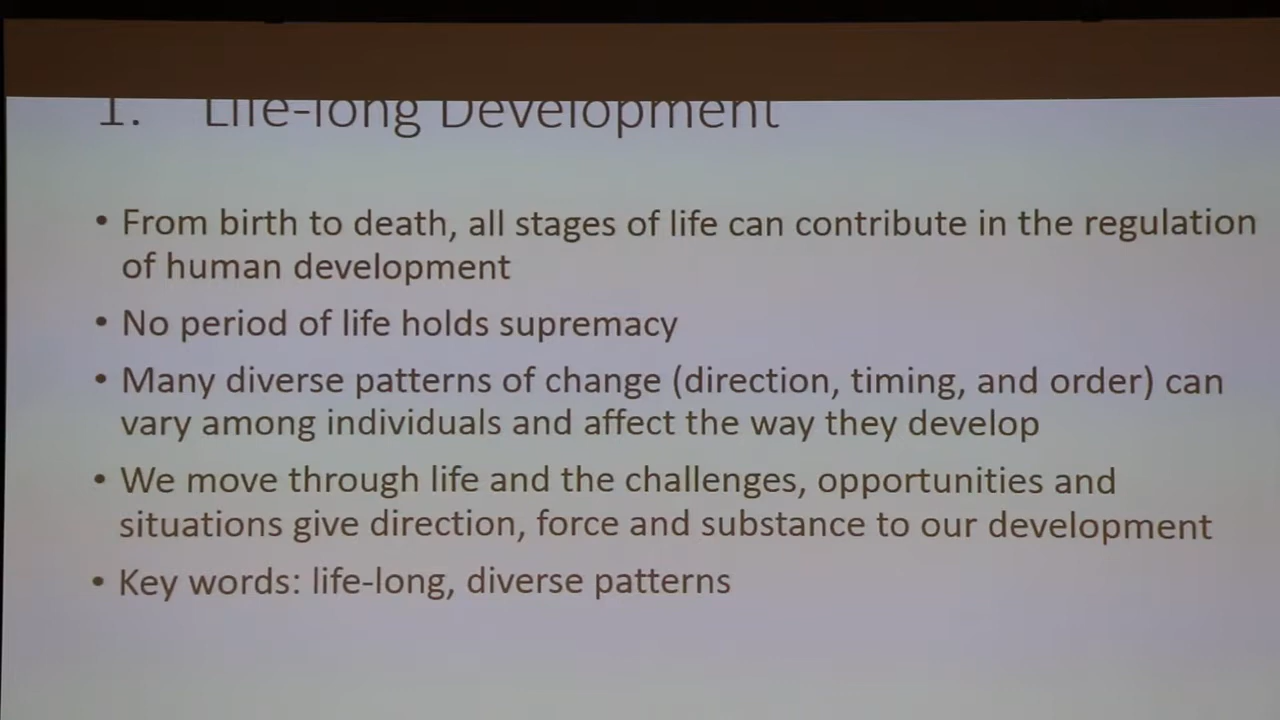 1. Life-long Development
• From birth to death, all stages of life can contribute in the regulation
of human development
• No period of life holds supremacy
• Many diverse patterns of change (direction, timing, and order) can
vary among individuals and affect the way they develop
• We move through life and the challenges, opportunities and
situations give direction, force and substance to our development
• Key words: life-long, diverse patterns